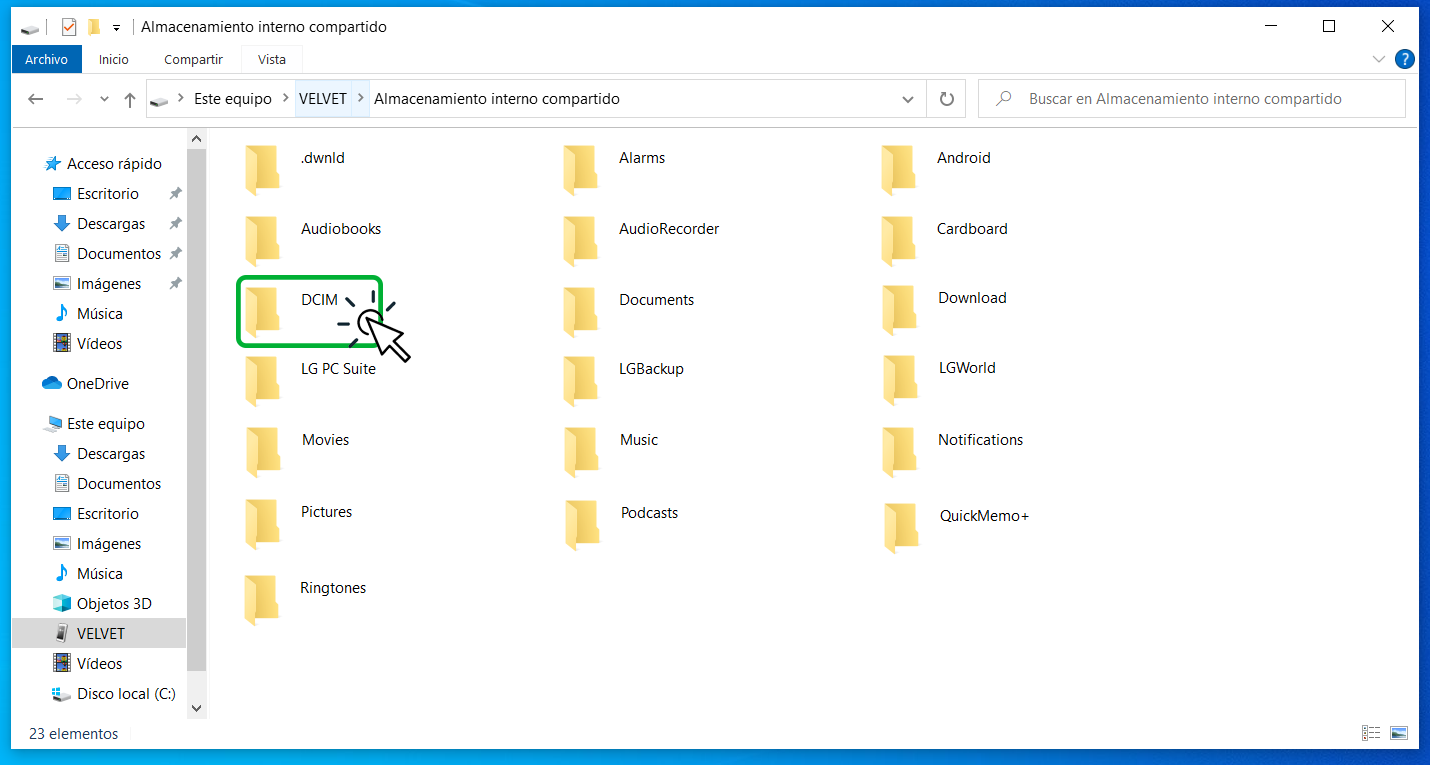 Almacenamiento interno compartido
Archivo Inicio Compartir Vista ?
Este equipo VELVET Almacenamiento interno compartido Buscar en Almacenamiento interno compartido
Acceso rápido
Escritorio
Descargas
Documentos
Imágenes
Música
Vídeos
OneDrive
Este equipo
Descargas
Documentos
Escritorio
Imágenes
Música
Objetos 3D
VELVET
Vídeos
Disco local (C:)
.dwnld Alarms Android
Audiobooks AudioRecorder Cardboard
DCIM Documents Download
LG PC Suite LGBackup LGWorld
Movies Music Notifications
Pictures Podcasts QuickMemo+
Ringtones
23 elementos